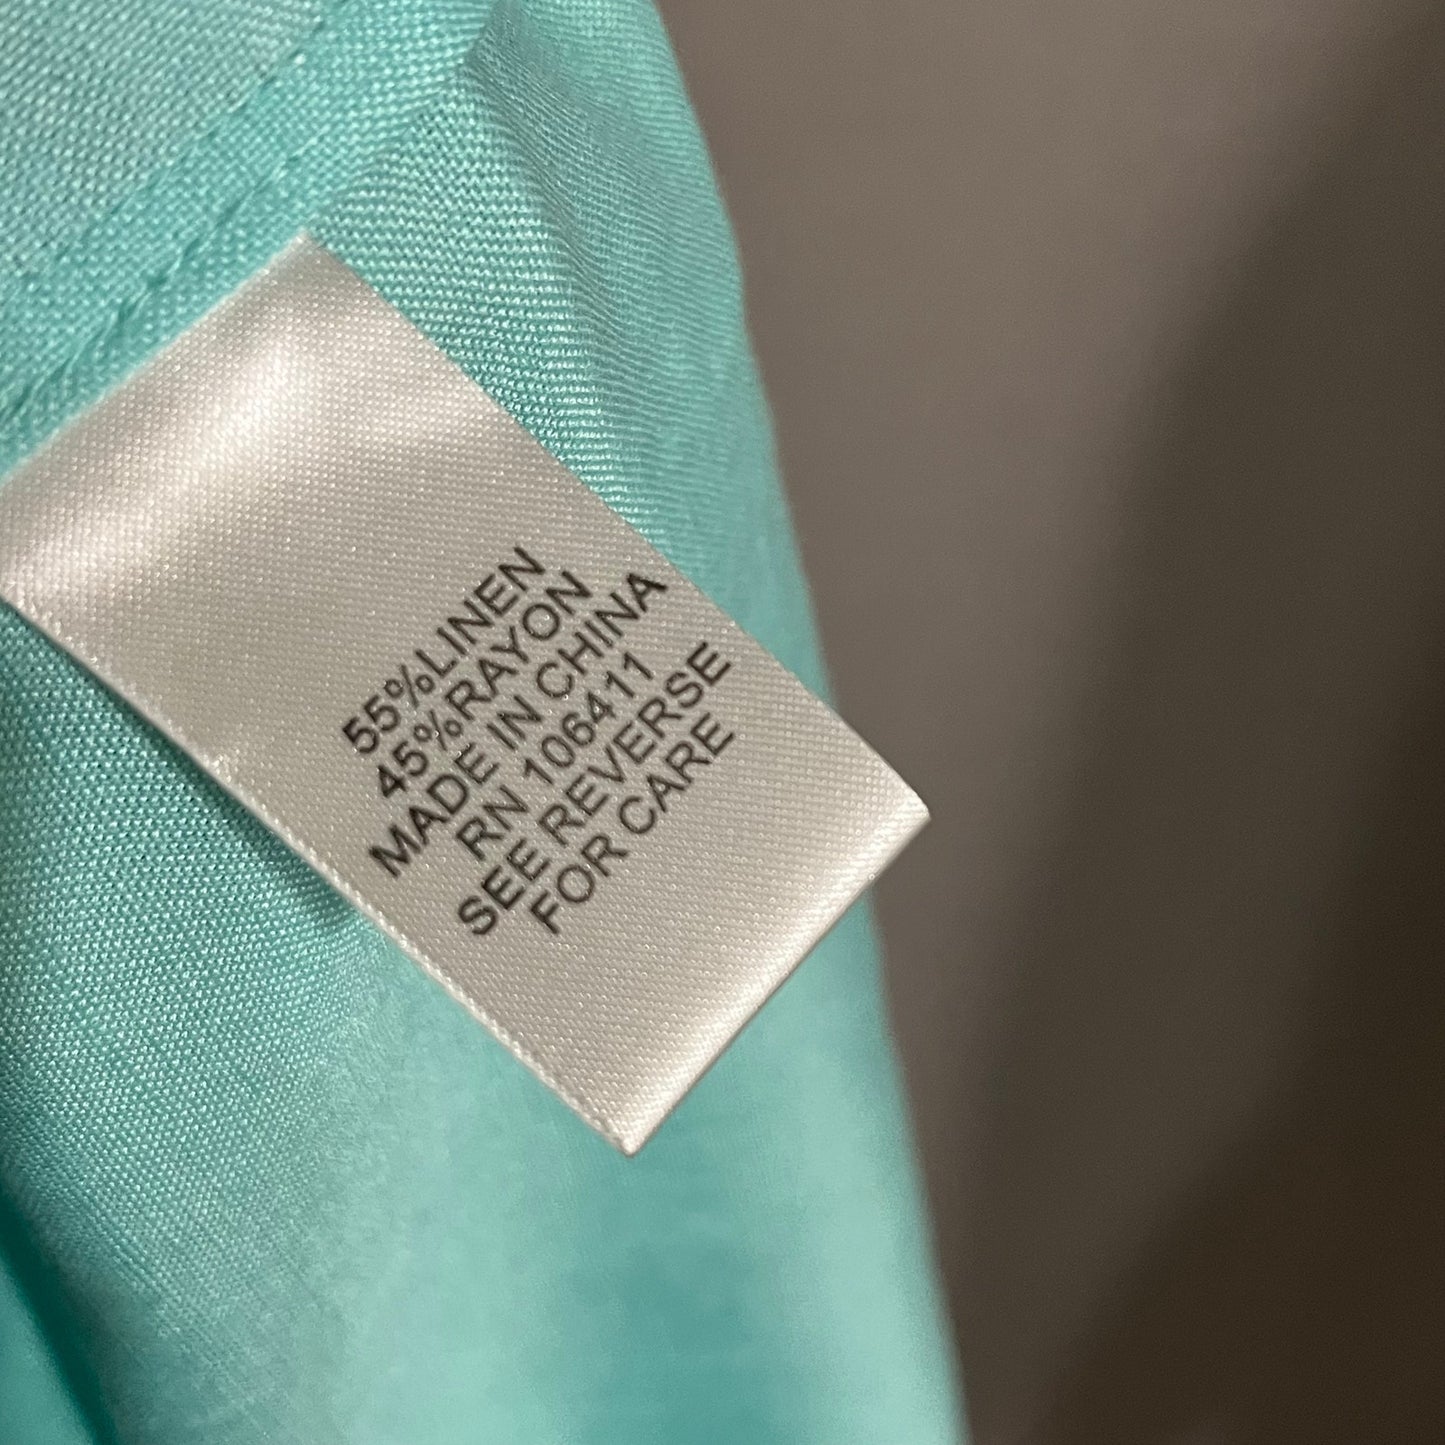 55%LINEN
45%RAYON
MADE IN CHINA
RN 106411
SEE REVERSE
FOR CARE